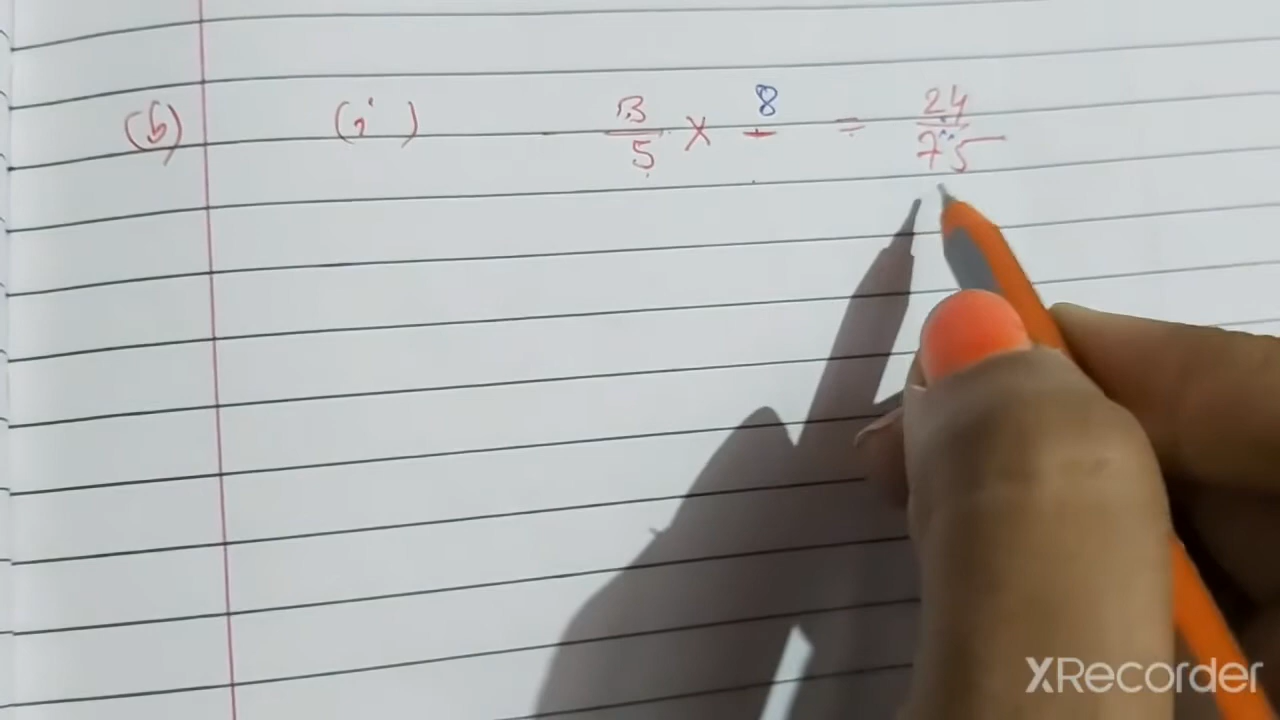 (b) (i) 3/5 × 8/ = 24/75
XRecorder